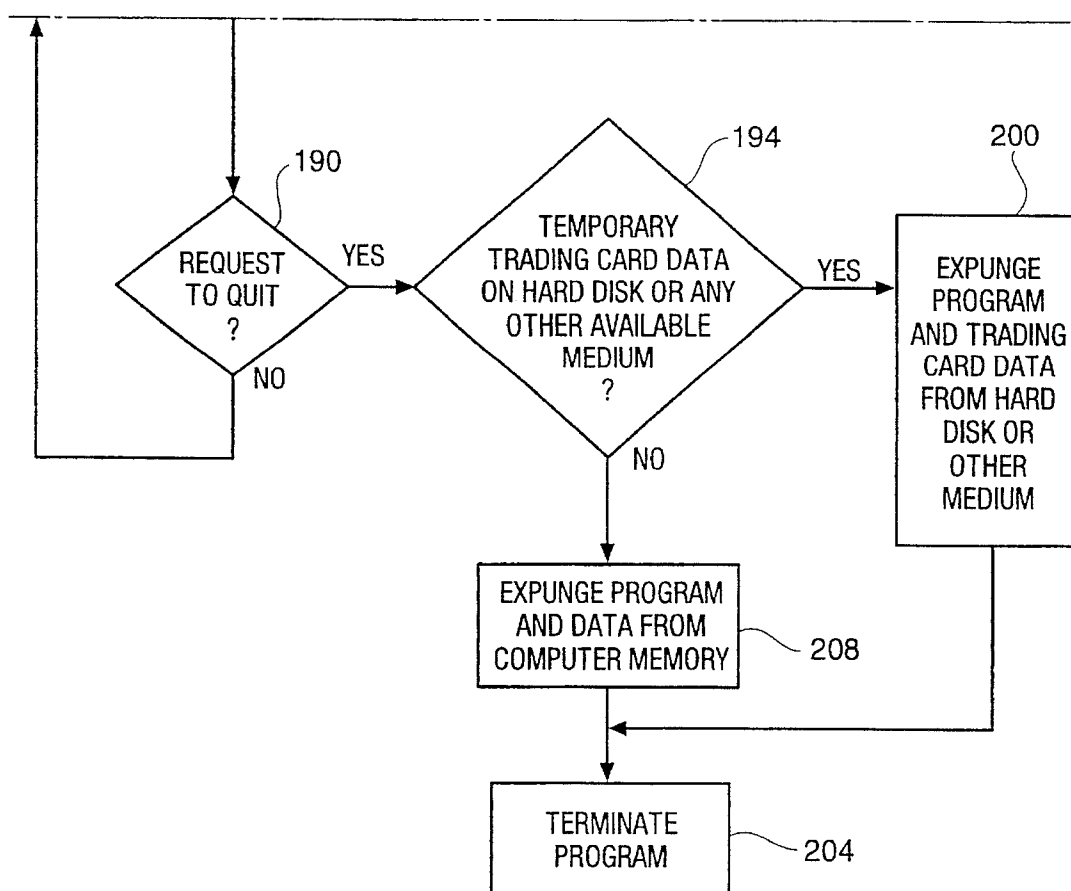 190
REQUEST
TO QUIT
?
YES
NO
194
TEMPORARY
TRADING CARD DATA
ON HARD DISK OR ANY
OTHER AVAILABLE
MEDIUM
?
YES
NO
200
EXPUNGE
PROGRAM
AND TRADING
CARD DATA
FROM HARD
DISK OR
OTHER
MEDIUM
EXPUNGE PROGRAM
AND DATA FROM
COMPUTER MEMORY
208
TERMINATE
PROGRAM
204